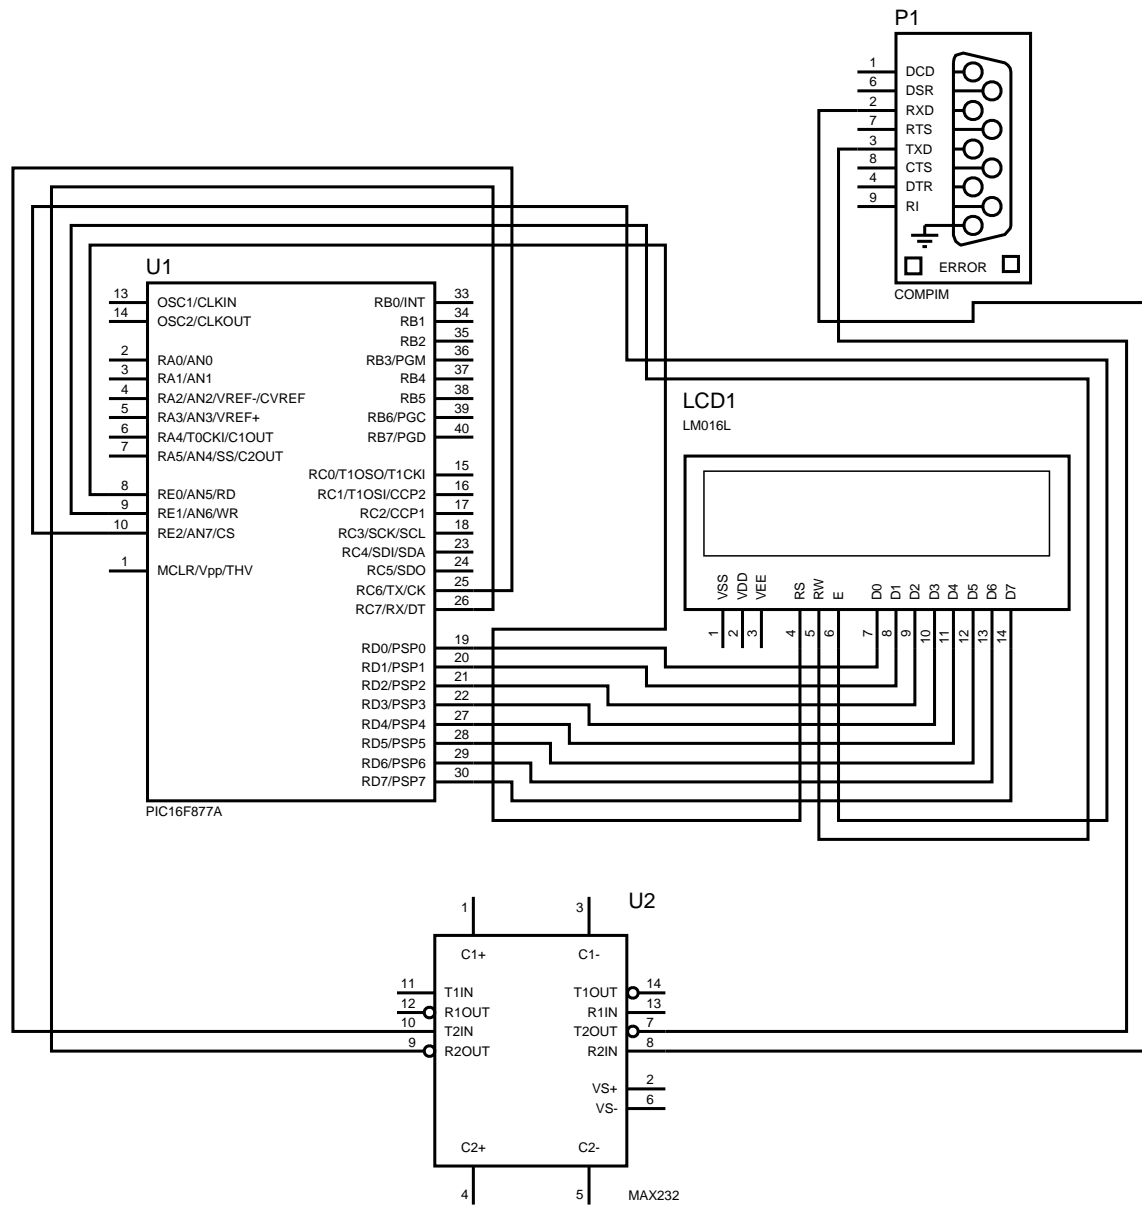 P1
1 DCD
6 DSR
2 RXD
7 RTS
3 TXD
8 CTS
4 DTR
9 RI
ERROR
COMPIM
U1
13 OSC1/CLKIN
14 OSC2/CLKOUT
2 RA0/AN0
3 RA1/AN1
4 RA2/AN2/VREF-/CVREF
5 RA3/AN3/VREF+
6 RA4/T0CKI/C1OUT
7 RA5/AN4/SS/C2OUT
8 RE0/AN5/RD
9 RE1/AN6/WR
10 RE2/AN7/CS
1 MCLR/Vpp/THV
RB0/INT 33
RB1 34
RB2 35
RB3/PGM 36
RB4 37
RB5 38
RB6/PGC 39
RB7/PGD 40
RC0/T1OSO/T1CKI 15
RC1/T1OSI/CCP2 16
RC2/CCP1 17
RC3/SCK/SCL 18
RC4/SDI/SDA 23
RC5/SDO 24
RC6/TX/CK 25
RC7/RX/DT 26
RD0/PSP0 19
RD1/PSP1 20
RD2/PSP2 21
RD3/PSP3 22
RD4/PSP4 27
RD5/PSP5 28
RD6/PSP6 29
RD7/PSP7 30
PIC16F877A
LCD1
LM016L
VSS 1
VDD 2
VEE 3
RS 4
RW 5
E 6
D0 7
D1 8
D2 9
D3 10
D4 11
D5 12
D6 13
D7 14
U2
1 C1+
3 C1-
11 T1IN
12 R1OUT
10 T2IN
9 R2OUT
T1OUT 14
R1IN 13
T2OUT 7
R2IN 8
VS+ 2
VS- 6
C2+ 4
C2- 5
MAX232